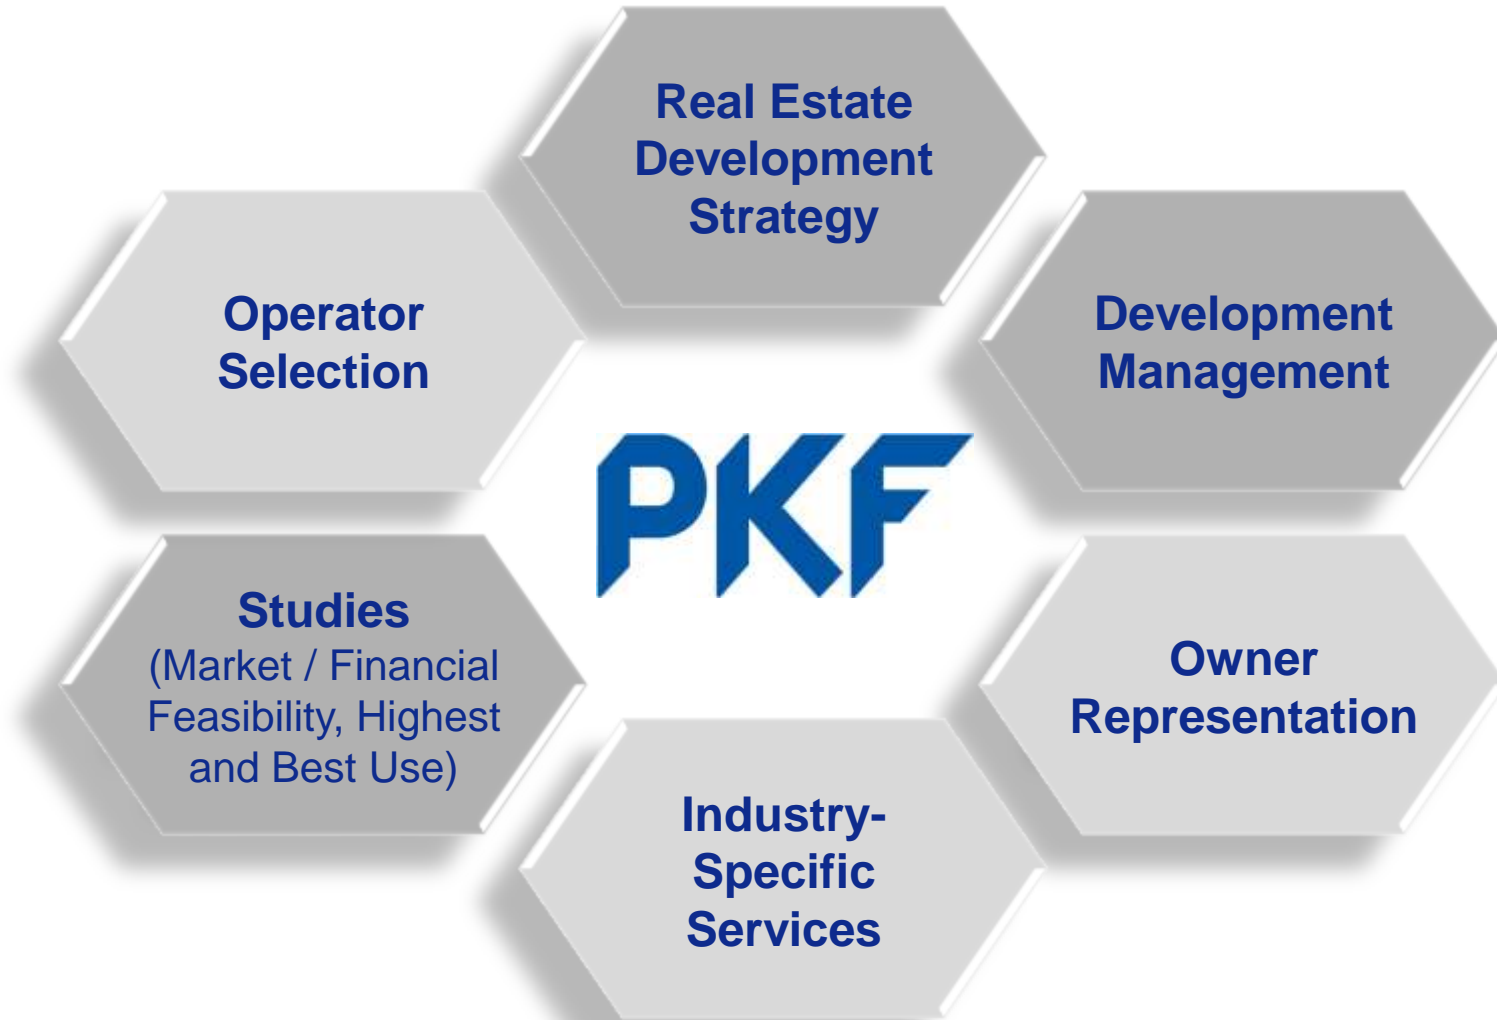 Real Estate
Development
Strategy
Operator
Selection
Development
Management
PKF
Studies
(Market / Financial
Feasibility, Highest
and Best Use)
Owner
Representation
Industry-
Specific
Services